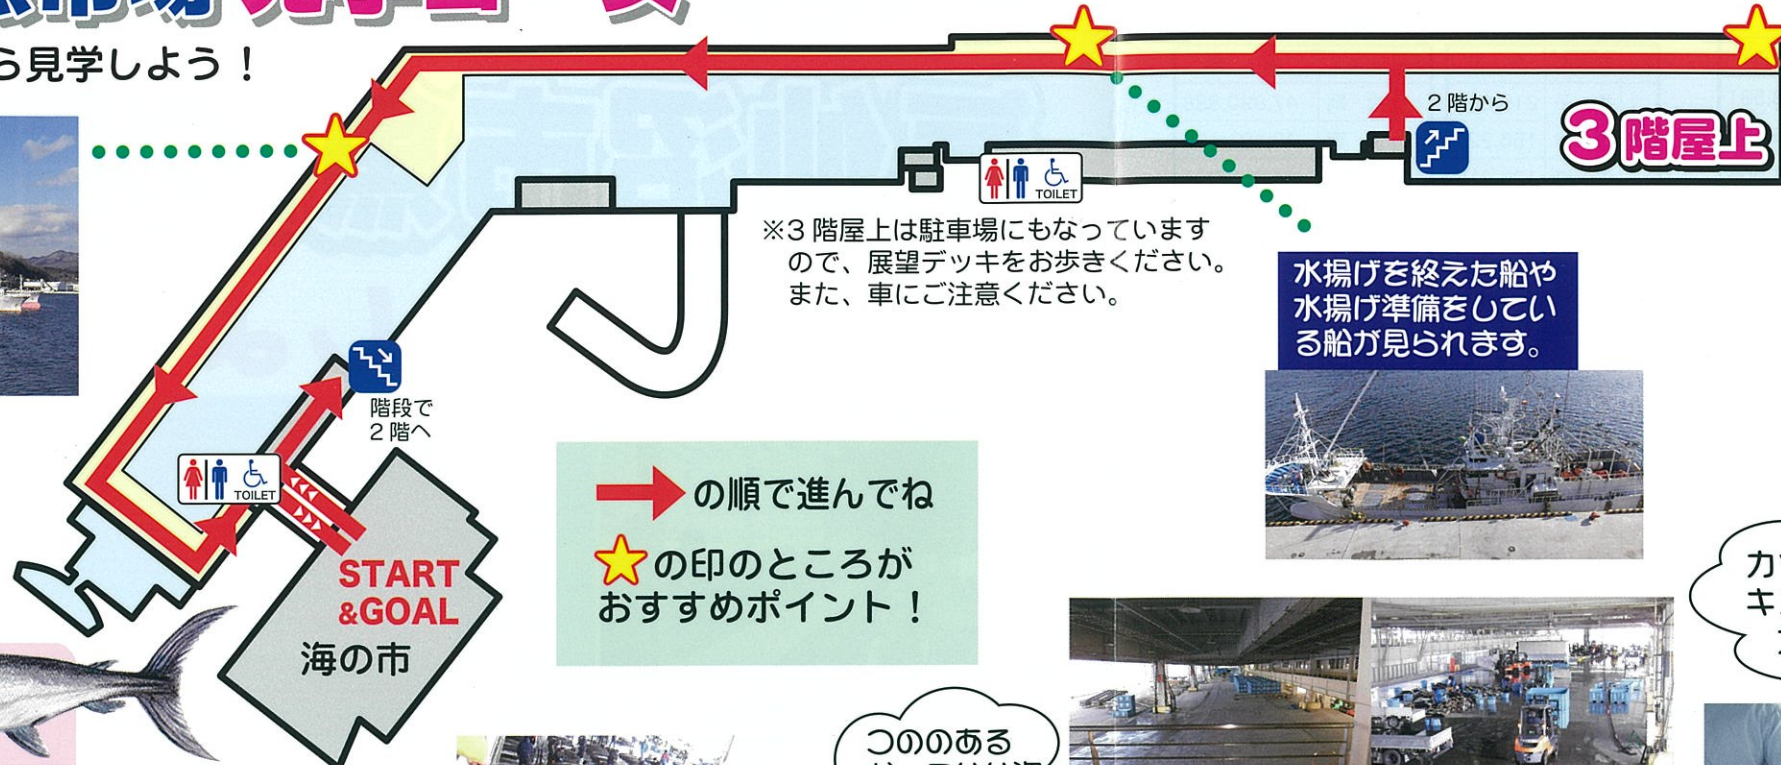 ら見学しよう！
2階から
3階屋上
TOILET
※3階屋上は駐車場にもなっています
ので、展望デッキをお歩きください。
また、車にご注意ください。
水揚げを終えた船や
水揚げ準備をしてい
る船が見られます。
階段で
2階へ
TOILET
START
&GOAL
海の市
の順で進んでね
の印のところが
おすすめポイント！
つののある